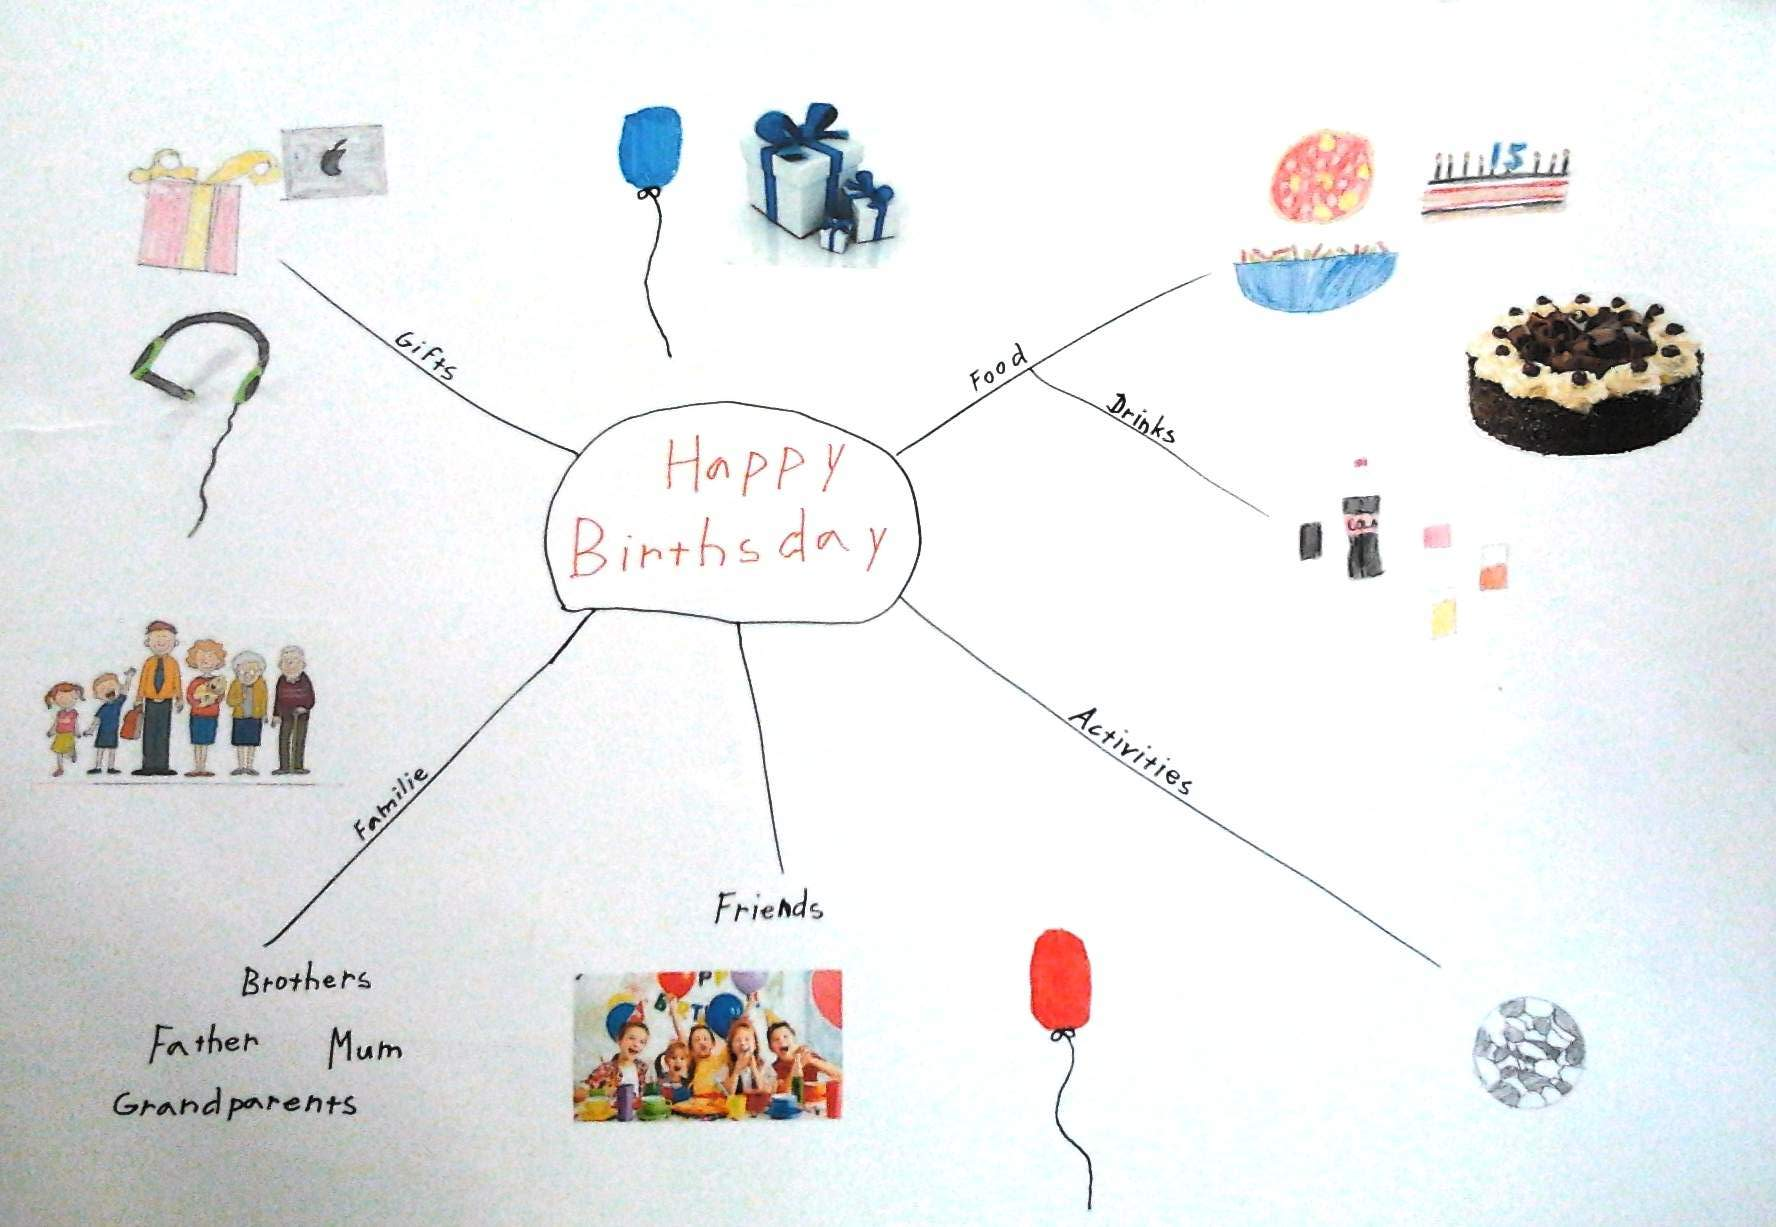 15
Gifts
Food
Drinks
Happy
Birthsday
COLA
Activities
Familie
Friends
Brothers
Father Mum
Grandparents